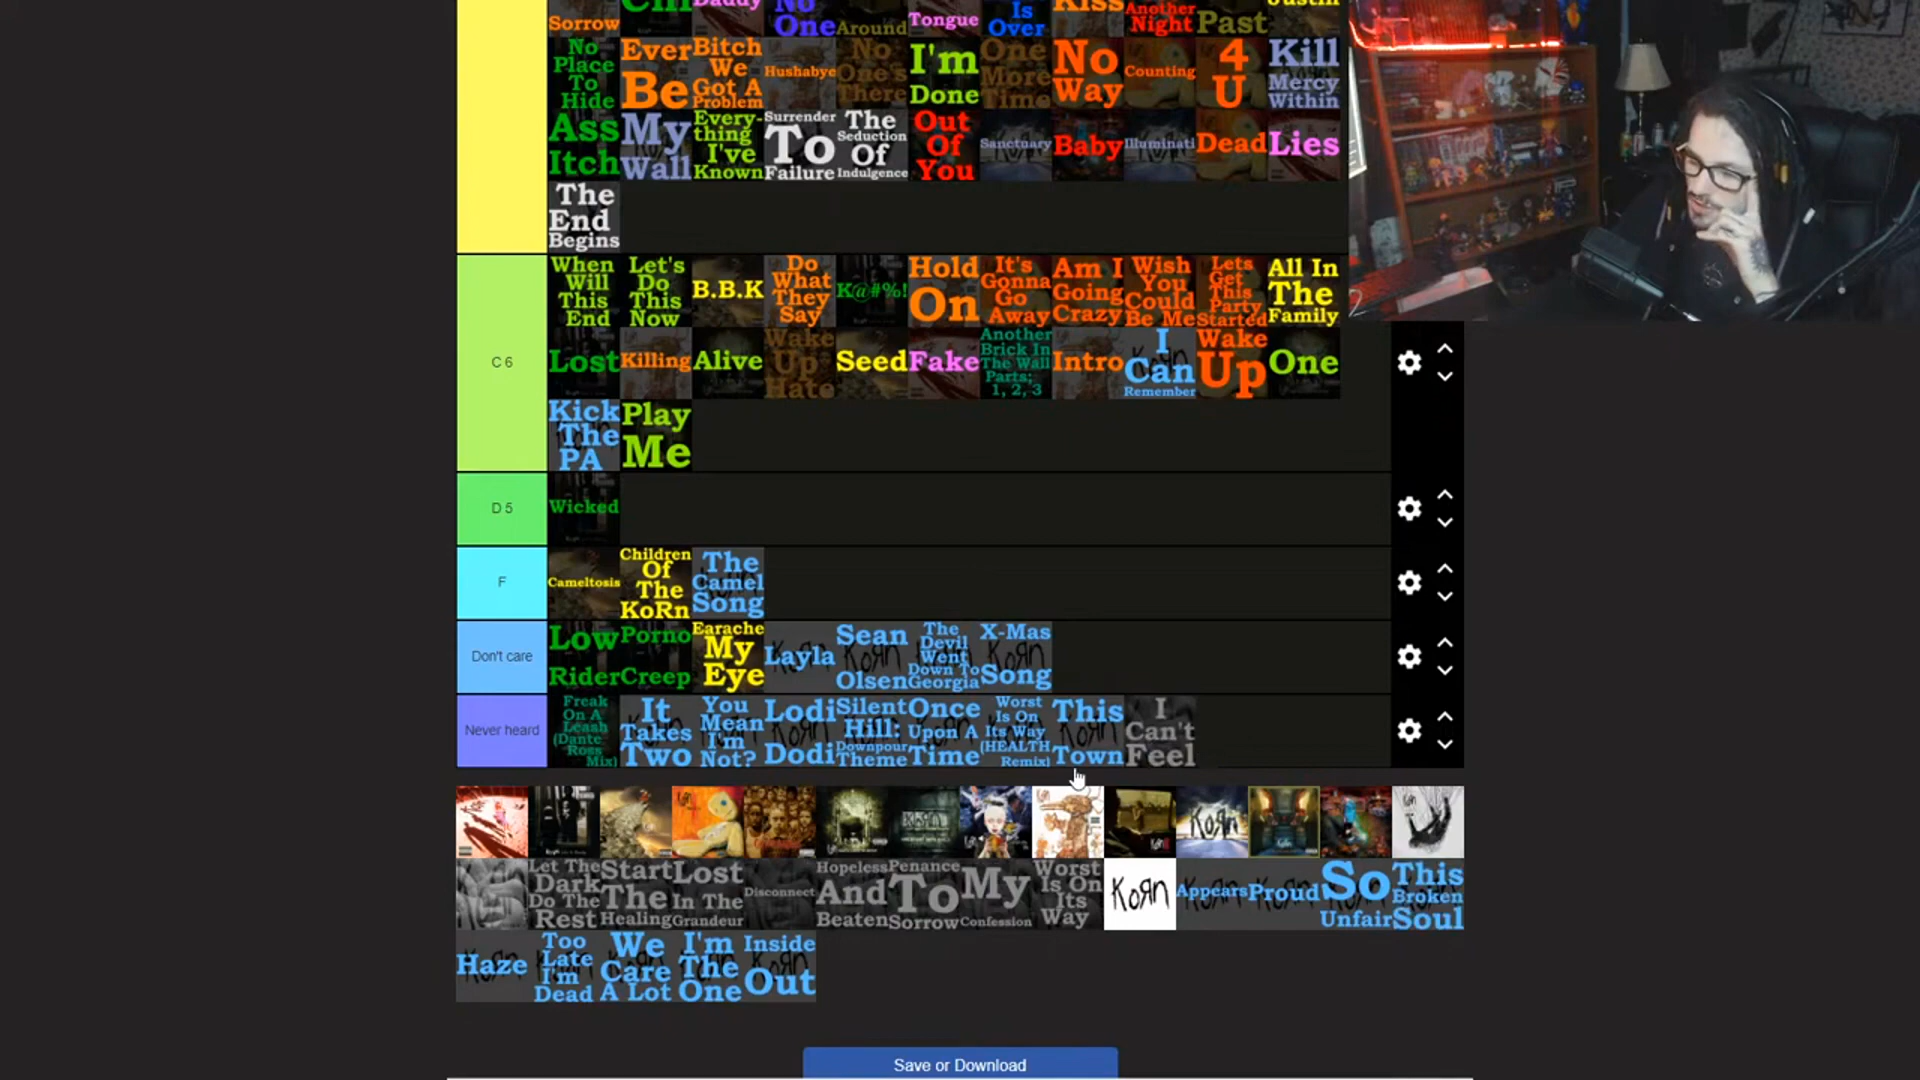 Sorrow
Daddy
No One
Around
Tongue
Is Over
Kiss
Another Night
Past
No Place To Hide
Ever Be
Bitch We Got A Problem
Hushabye
No One's There
I'm Done
One More Time
No Way
Counting
4 U
Kill Mercy Within
Ass Itch
My Wall
Every-thing I've Known
Surrender To Failure
The Seduction Of Indulgence
Out Of You
Sanctuary
Baby
Illuminati
Dead
Lies
The End Begins
C 6
When Will This End
Let's Do This Now
B.B.K
Do What They Say
K@#%!
Hold On
It's Gonna Go Away
Am I Going Crazy
Wish You Could Be Me
Lets Get This Party Started
All In The Family
Lost
Killing
Alive
Wake Up Hate
Seed
Fake
Another Brick In The Wall Parts; 1, 2, 3
Intro
I Can Remember
Wake Up
One
Kick The PA
Play Me
D 5
Wicked
F
Cameltosis
Children Of The KoRn
The Camel Song
Don't care
Low Rider
Porno Creep
Earache My Eye
Layla
Sean Olsen
The Devil Went Down To Georgia
X-Mas Song
Never heard
Freak On A Leash (Dante Ross Mix)
It Takes Two
You Mean I'm Not?
Lodi Dodi
Silent Hill: Downpour Theme
Once Upon A Time
Worst Is On Its Way (HEALTH Remix)
This Town
I Can't Feel
Let The Dark Do The Rest
Start The Healing
Lost In The Grandeur
Disconnect
Hopeless And Beaten
Penance To Sorrow
My Confession
Worst Is On Its Way
KoЯn
Appears
Proud
So Unfair
This Broken Soul
Haze
Too Late I'm Dead
We Care A Lot
I'm The One
Inside Out
Save or Download